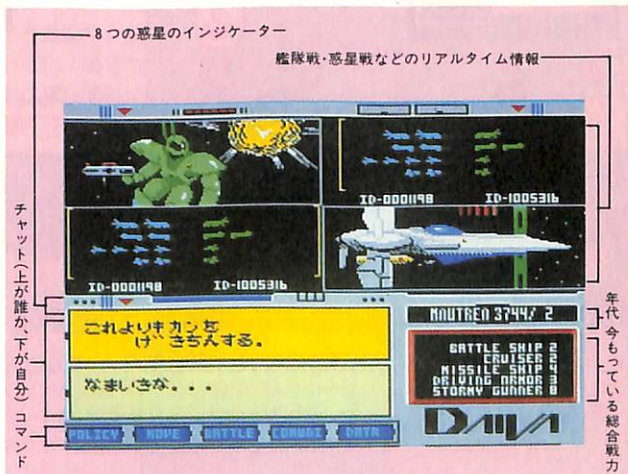 8つの惑星のインジケーター
艦隊戦・惑星戦などのリアルタイム情報
ID-0001198
ID-1005316
ID-0001198
ID-1005316
チャット(上が誰か、下が自分)
コマンド
これよりキカンを
げきちんする。
なまいきな...
POLICY
MOVE
BATTLE
COMUNI
DATA
NAUTREN 3744/ 2
BATTLE SHIP 2
CRUISER 2
MISSILE SHIP 4
DRIVING ARMOR 3
STORMY GUNNER 8
DAIVA
年代
今もっている総合戦力